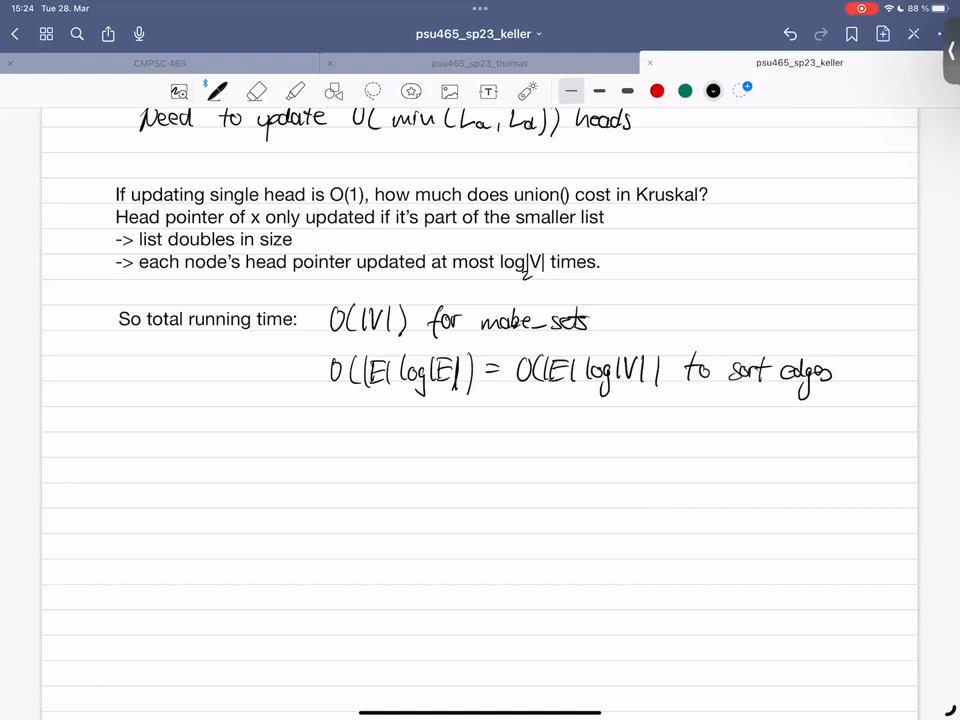 15:24 Tue 28. Mar 88 %
psu465_sp23_keller
CMPSC 465 psu465_sp23_thomas psu465_sp23_keller
Need to update O(min(La, Ld)) heads
If updating single head is O(1), how much does union() cost in Kruskal?
Head pointer of x only updated if it's part of the smaller list
-> list doubles in size
-> each node's head pointer updated at most log₂|V| times.
So total running time: O(|V|) for make_sets
O(|E| log|E|) = O(|E| log|V|) to sort edges